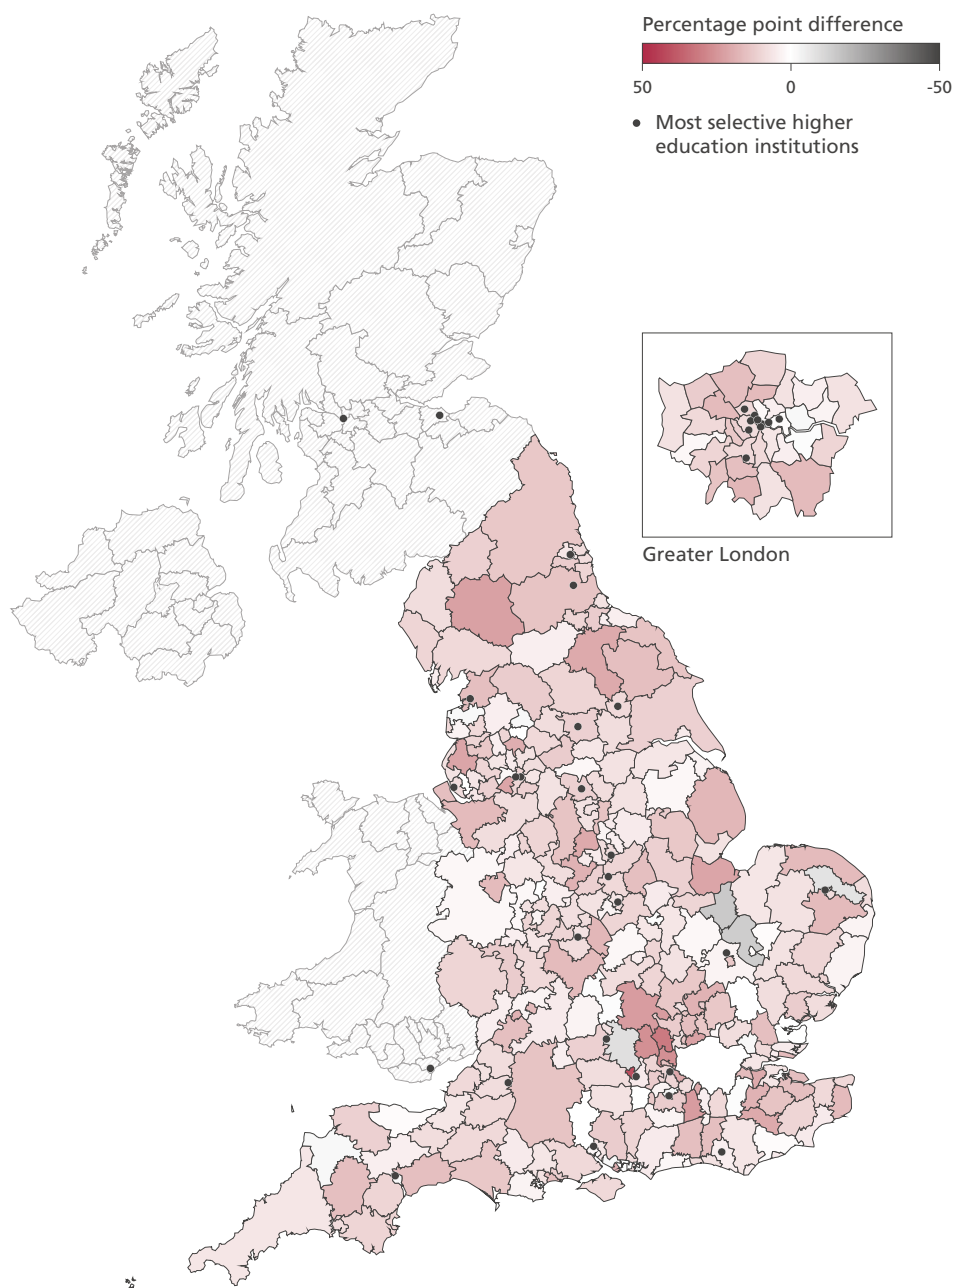 Percentage point difference
50 0 -50
Most selective higher
education institutions
Greater London